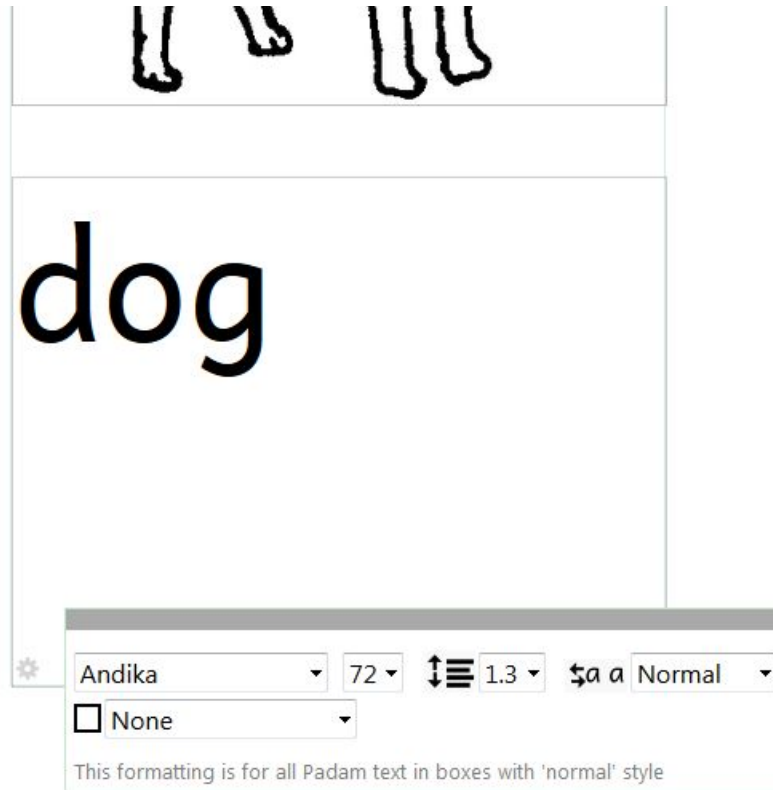 dog
Andika 72 1.3 a a Normal
None
This formatting is for all Padam text in boxes with 'normal' style